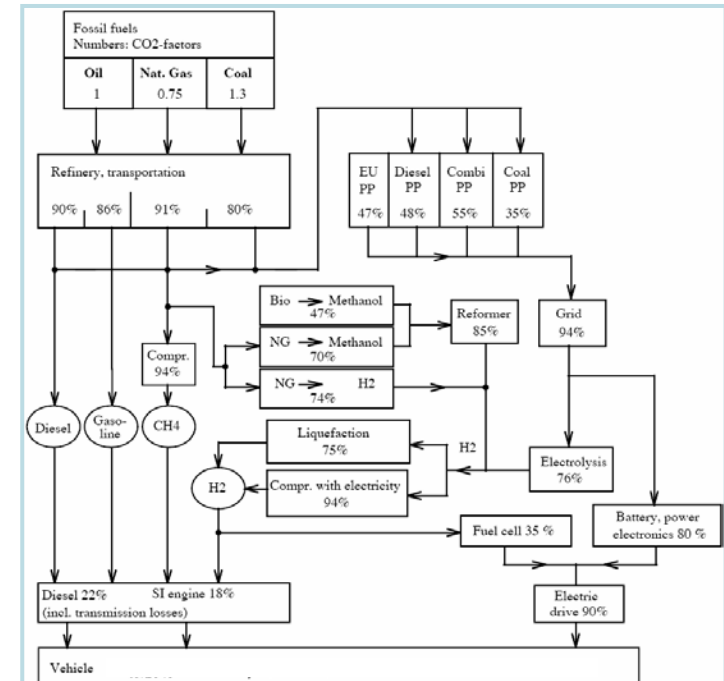 Fossil fuels
Numbers: CO2-factors
Oil Nat. Gas Coal
1 0.75 1.3
Refinery, transportation
90% 86% 91% 80%
EU PP 47%
Diesel PP 48%
Combi PP 55%
Coal PP 35%
Bio → Methanol
47%
NG → Methanol
70%
NG → H2
74%
Reformer
85%
Grid
94%
Compr.
94%
Diesel
Gaso-
line
CH4
Liquefaction
75%
H2
Compr. with electricity
94%
H2
Electrolysis
76%
Fuel cell 35 %
Battery, power
electronics 80 %
Diesel 22% SI engine 18%
(incl. transmission losses)
Electric
drive 90%
Vehicle